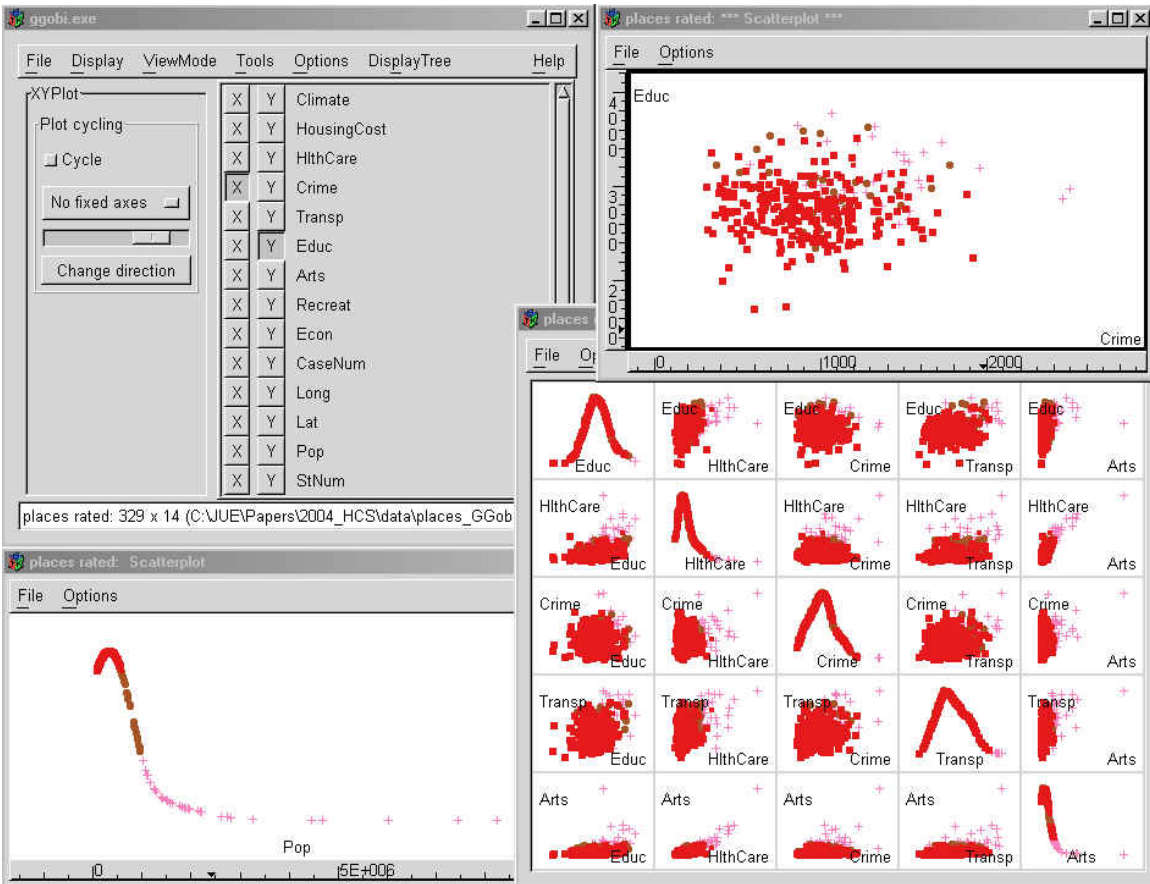 ggobi.exe
File Display ViewMode Tools Options DisplayTree Help
XYPlot
Plot cycling
Cycle
No fixed axes
Change direction
X Y Climate
X Y HousingCost
X Y HlthCare
X Y Crime
X Y Transp
X Y Educ
X Y Arts
X Y Recreat
X Y Econ
X Y CaseNum
X Y Long
X Y Lat
X Y Pop
X Y StNum
places rated: 329 x 14 (C:\JUE\Papers\2004_HCS\data\places_GGob
places rated: *** Scatterplot ***
File Options
Educ
400
300
200
Crime
0 1000 2000
places
File Op
Educ Educ Educ Educ
Educ HlthCare Crime Transp Arts
HlthCare HlthCare HlthCare HlthCare
Educ HlthCare Crime Transp Arts
Crime Crime Crime Crime
Educ HlthCare Crime Transp Arts
Transp Transp Transp Transp
Educ HlthCare Crime Transp Arts
Arts Arts Arts Arts
Educ HlthCare Crime Transp Arts
places rated: Scatterplot
File Options
Pop
0 5E+006